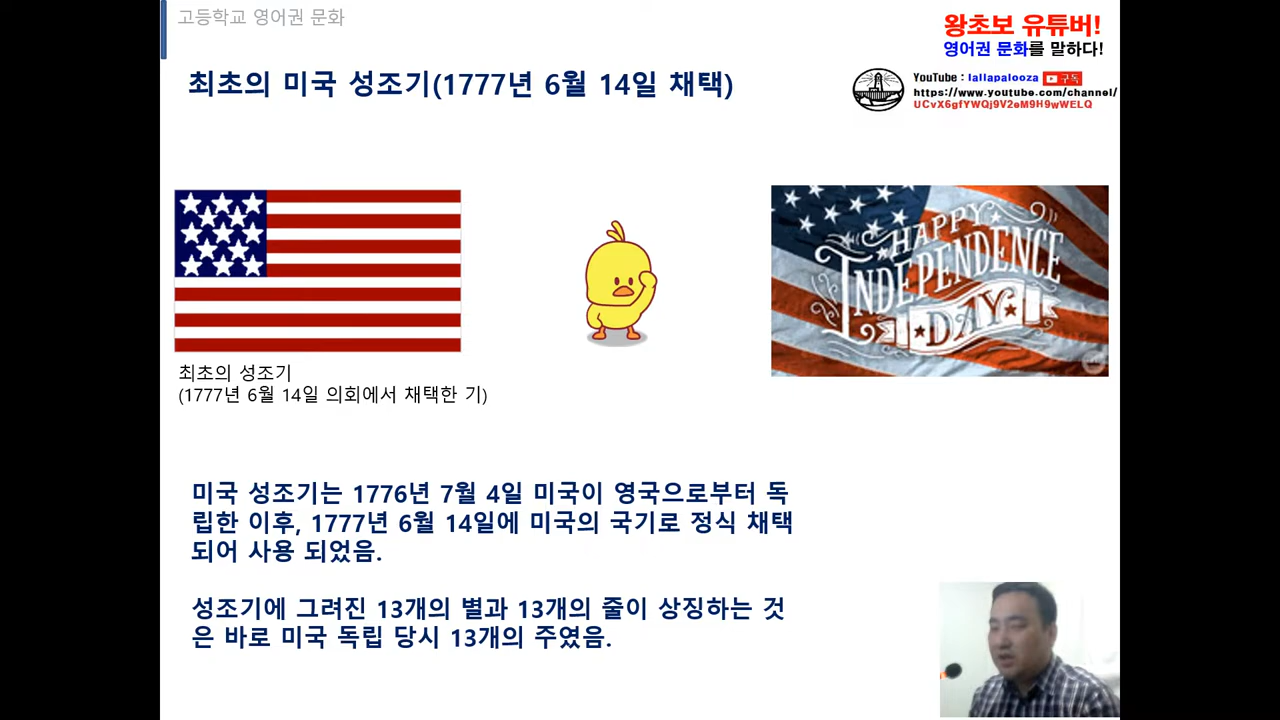 고등학교 영어권 문화
왕초보 유튜버!
영어권 문화를 말하다!
최초의 미국 성조기(1777년 6월 14일 채택)
YouTube : lallapalooza 구독
https://www.youtube.com/channel/
UCvX6gfYWQj9V2eM9H9wWELQ
HAPPY
INDEPENDENCE
DAY
최초의 성조기
(1777년 6월 14일 의회에서 채택한 기)
미국 성조기는 1776년 7월 4일 미국이 영국으로부터 독
립한 이후, 1777년 6월 14일에 미국의 국기로 정식 채택
되어 사용 되었음.
성조기에 그려진 13개의 별과 13개의 줄이 상징하는 것
은 바로 미국 독립 당시 13개의 주였음.